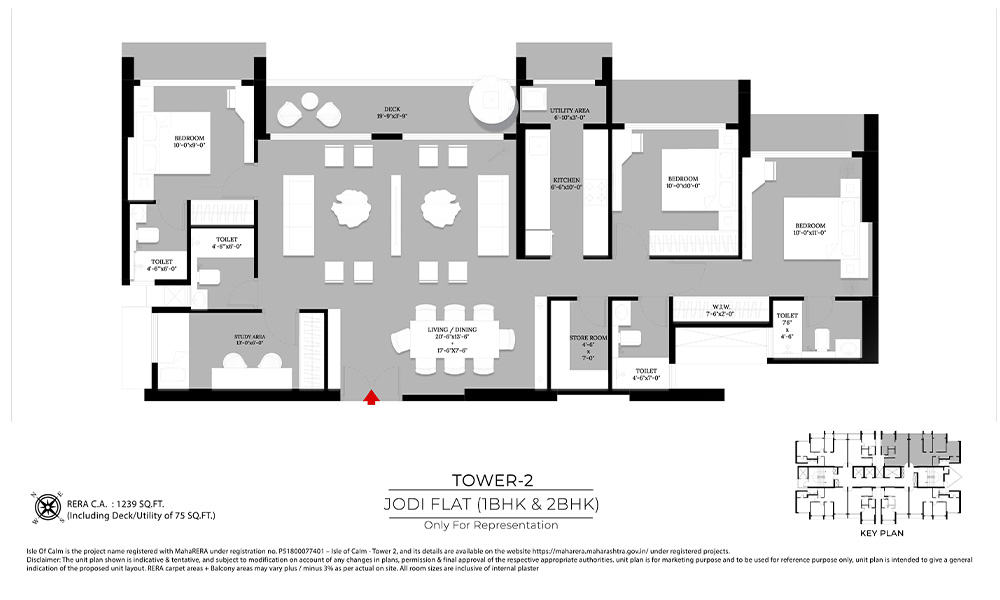 DECK
19'-9"x3'-9"
UTILITY AREA
6'-10"x3'-0"
BEDROOM
10'-0"x9'-0"
KITCHEN
6'-6"x10'-0"
BEDROOM
10'-0"x10'-0"
BEDROOM
10'-0"x11'-0"
TOILET
4'-6"x6'-0"
TOILET
4'-6"x6'-0"
STUDY AREA
13'-0"x6'-0"
LIVING / DINING
20'-6"x13'-6"
+
17'-6"X7'-6"
STORE ROOM
4'-6"
x
7'-0"
W.I.W.
7'-6"x2'-0"
TOILET
7'6"
x
4'-6"
TOILET
4'-6"x7'-0"
TOWER-2
JODI FLAT (1BHK & 2BHK)
Only For Representation
N
E
W
S
RERA C.A. : 1239 SQ.FT.
(Including Deck/Utility of 75 SQ.FT.)
KEY PLAN
Isle Of Calm is the project name registered with MahaRERA under registration no. P51800077401 – Isle of Calm - Tower 2, and its details are available on the website https://maharera.maharashtra.gov.in/ under registered projects.
Disclaimer: The unit plan shown is indicative & tentative, and subject to modification on account of any changes in plans, permission & final approval of the respective appropriate authorities, unit plan is for marketing purpose and to be used for reference purpose only, unit plan is intended to give a general
indication of the proposed unit layout. RERA carpet areas + Balcony areas may vary plus / minus 3% as per actual on site. All room sizes are inclusive of internal plaster